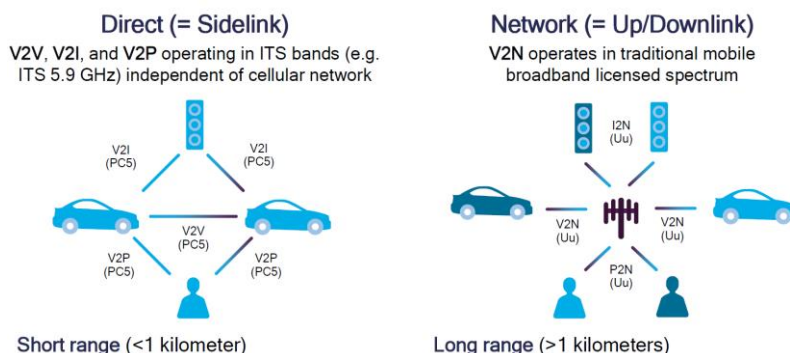 Direct (= Sidelink)
V2V, V2I, and V2P operating in ITS bands (e.g.
ITS 5.9 GHz) independent of cellular network
V2I
(PC5)
V2I
(PC5)
V2V
(PC5)
V2P
(PC5)
V2P
(PC5)
Short range (<1 kilometer)
Network (= Up/Downlink)
V2N operates in traditional mobile
broadband licensed spectrum
I2N
(Uu)
V2N
(Uu)
V2N
(Uu)
P2N
(Uu)
Long range (>1 kilometers)